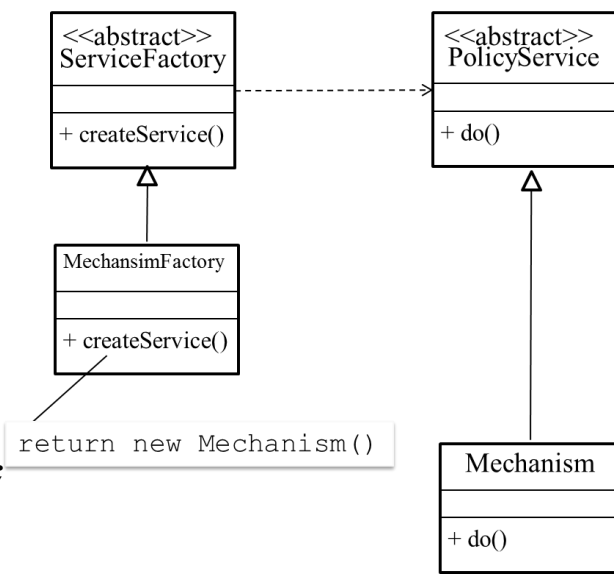 <<abstract>>
ServiceFactory
+ createService()
<<abstract>>
PolicyService
+ do()
MechansimFactory
+ createService()
return new Mechanism()
Mechanism
+ do()